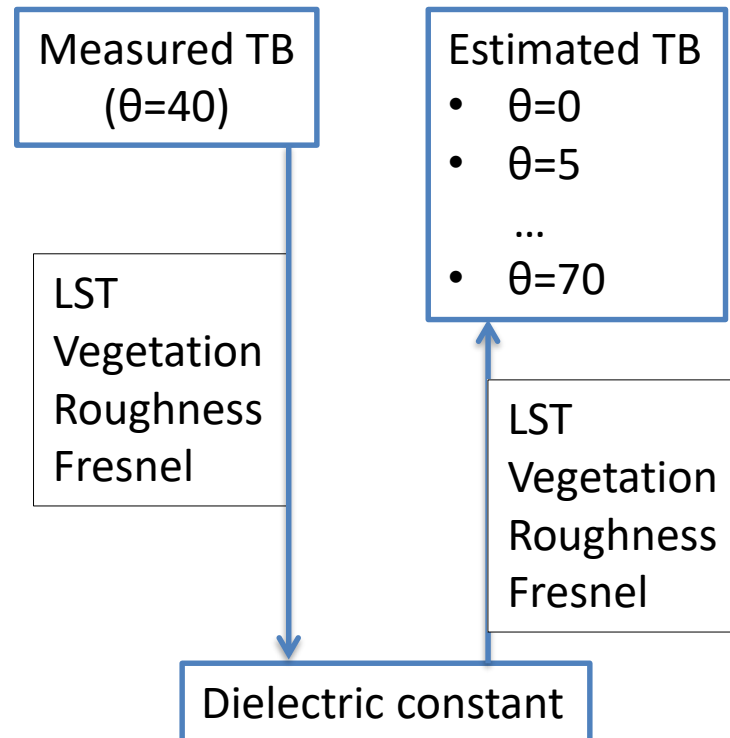 Measured TB
(θ=40)
Estimated TB
• θ=0
• θ=5
...
• θ=70
LST
Vegetation
Roughness
Fresnel
LST
Vegetation
Roughness
Fresnel
Dielectric constant